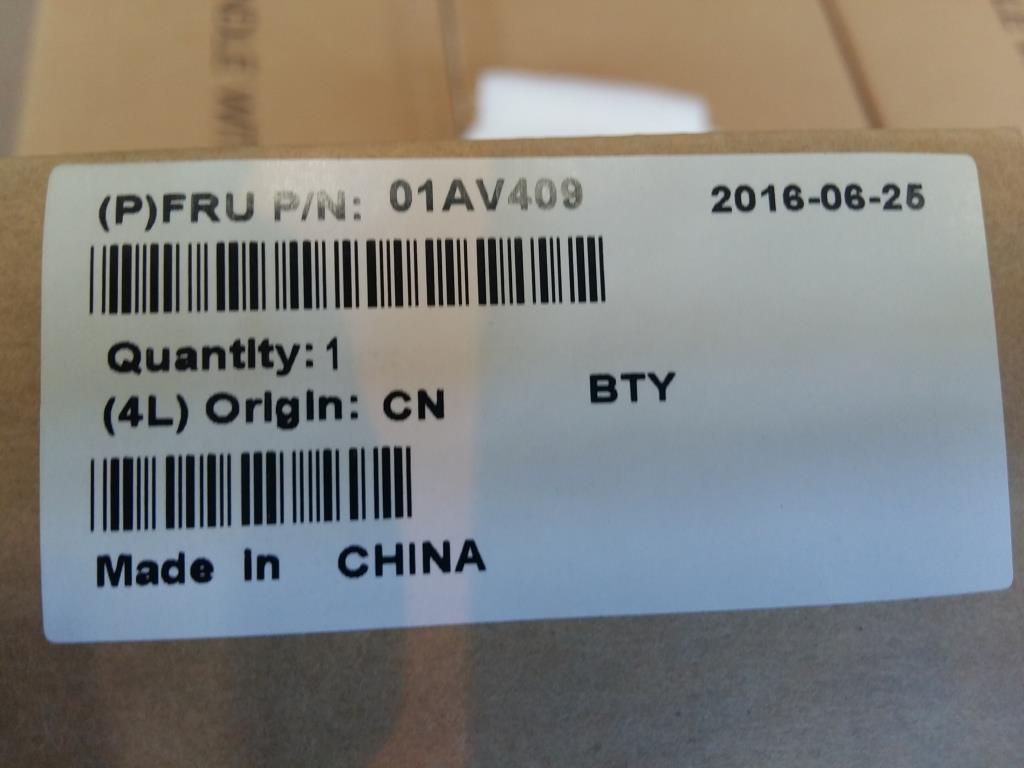 (P)FRU P/N: 01AV409 2016-06-25
Quantity: 1
(4L) Origin: CN BTY
Made in CHINA